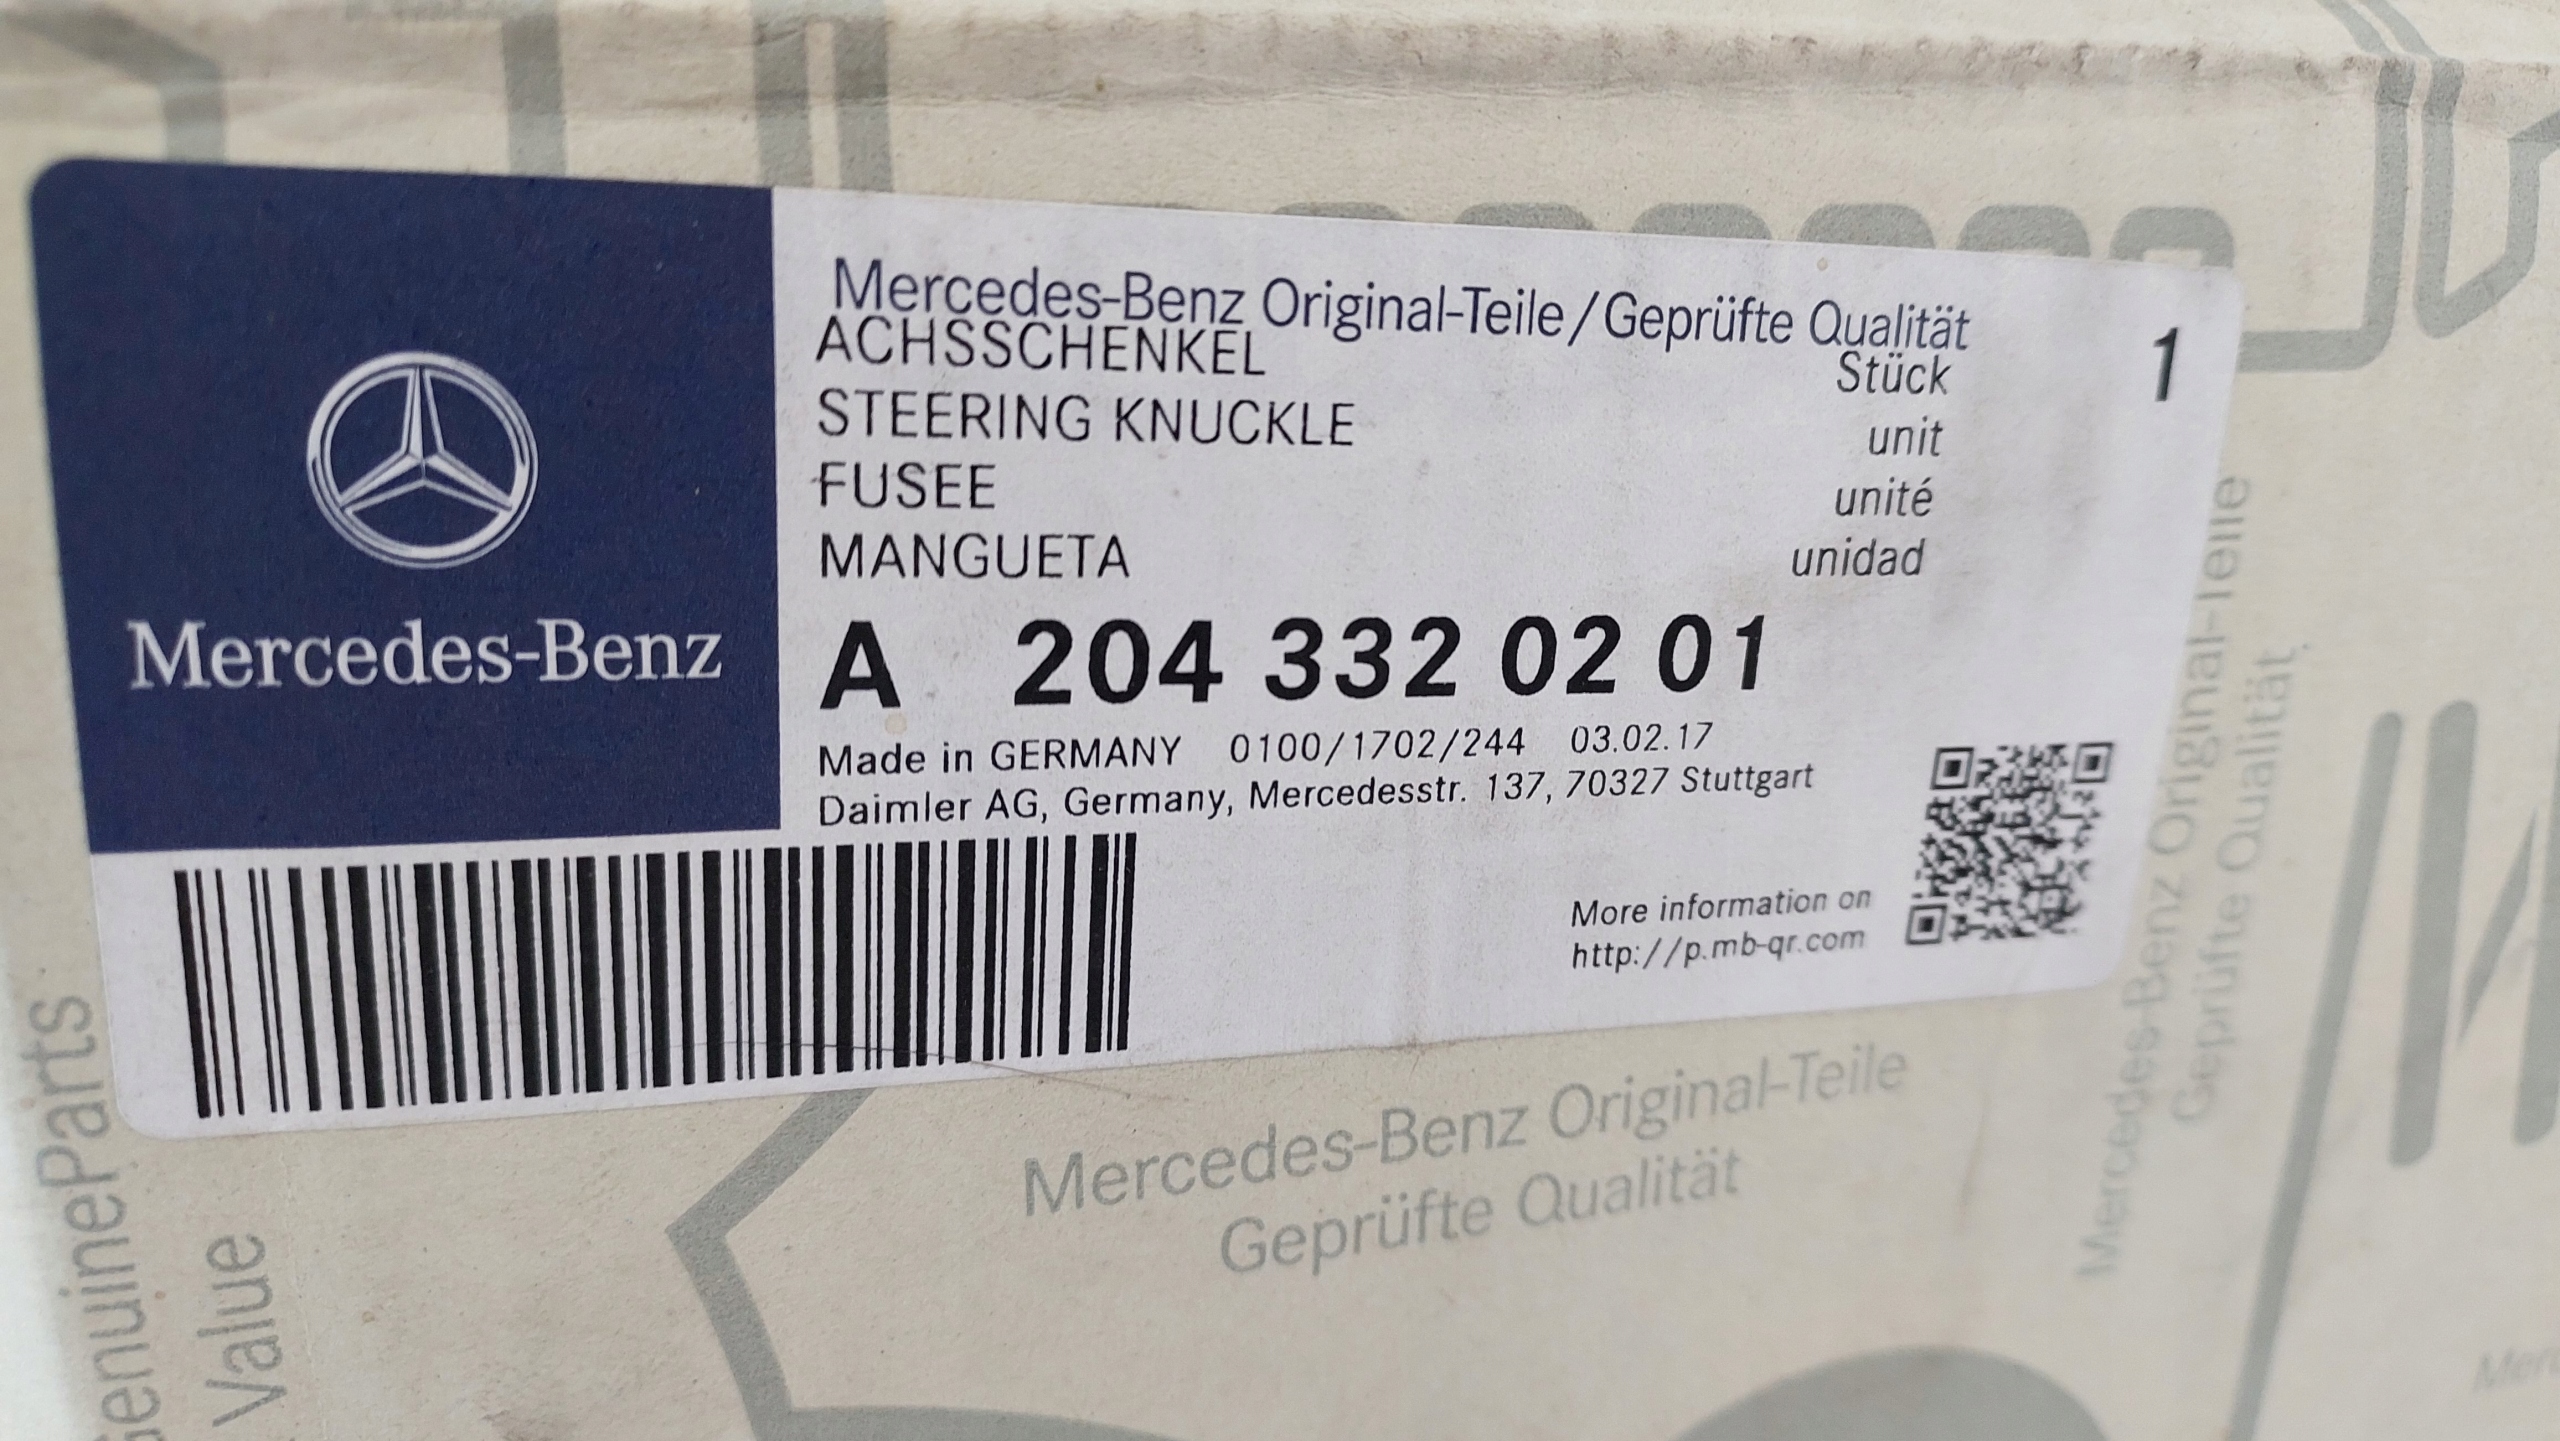 Mercedes-Benz
Mercedes-Benz Original-Teile/Geprüfte Qualität
ACHSSCHENKEL Stück 1
STEERING KNUCKLE unit
FUSEE unité
MANGUETA unidad
A 204 332 02 01
Made in GERMANY 0100/1702/244 03.02.17
Daimler AG, Germany, Mercedesstr. 137, 70327 Stuttgart
More information on
http://p.mb-qr.com
Mercedes-Benz Original-Teile
Geprüfte Qualität
Mercedes-Benz Original-Teile
Geprüfte Qualität
GenuineParts
Value